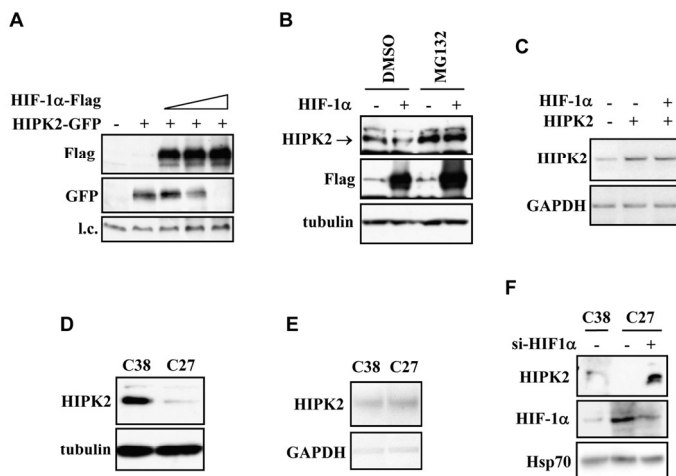 A
HIF-1α-Flag
HIPK2-GFP - + + + +
Flag
GFP
l.c.
B
DMSO MG132
HIF-1α - + - +
HIPK2 →
Flag
tubulin
C
HIF-1α - - +
HIPK2 - + +
HIPK2
GAPDH
D
C38 C27
HIPK2
tubulin
E
C38 C27
HIPK2
GAPDH
F
C38 C27
si-HIF1α - - +
HIPK2
HIF-1α
Hsp70